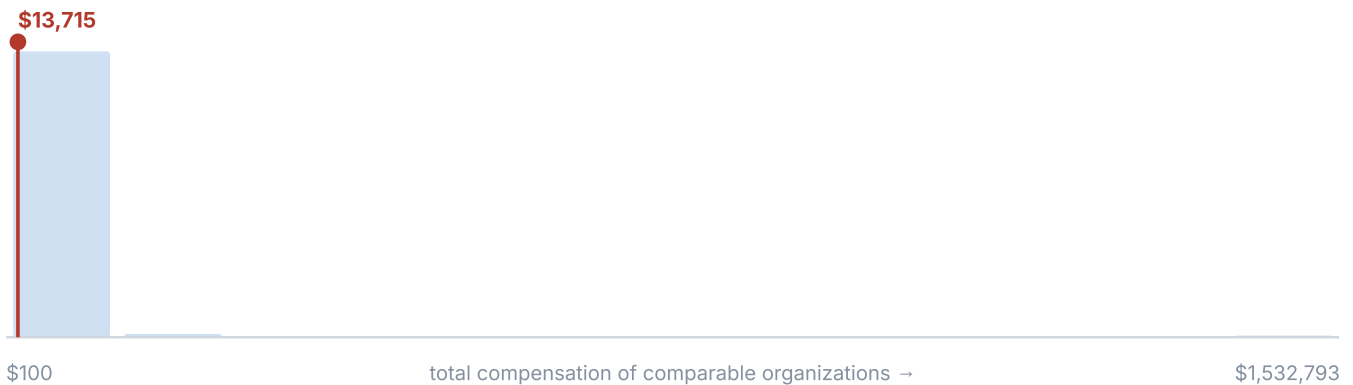 $13,715
$100 total compensation of comparable organizations → $1,532,793